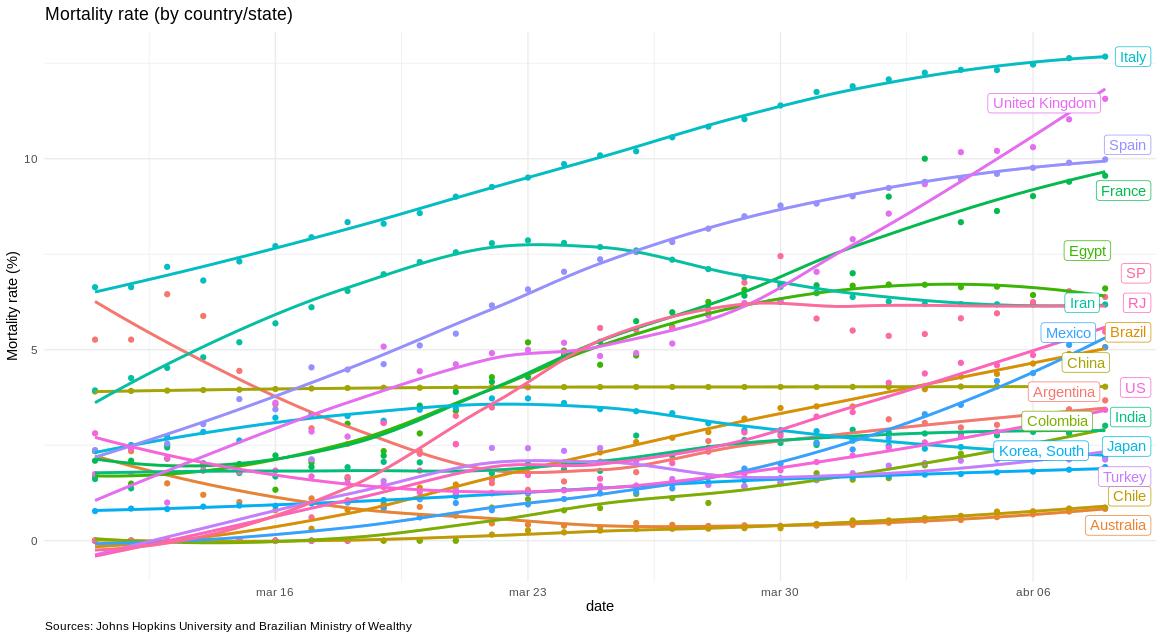 Mortality rate (by country/state)
Italy
United Kingdom
10
Spain
France
Egypt
SP
Iran
RJ
Mortality rate (%)
Mexico
Brazil
5
China
US
Argentina
India
Colombia
Japan
Korea, South
Turkey
Chile
Australia
0
mar 16
mar 23
mar 30
abr 06
date
Sources: Johns Hopkins University and Brazilian Ministry of Wealthy